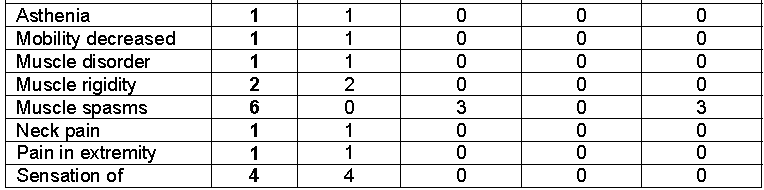 Asthenia 1 1 0 0 0
Mobility decreased 1 1 0 0 0
Muscle disorder 1 1 0 0 0
Muscle rigidity 2 2 0 0 0
Muscle spasms 6 0 3 0 3
Neck pain 1 1 0 0 0
Pain in extremity 1 1 0 0 0
Sensation of 4 4 0 0 0